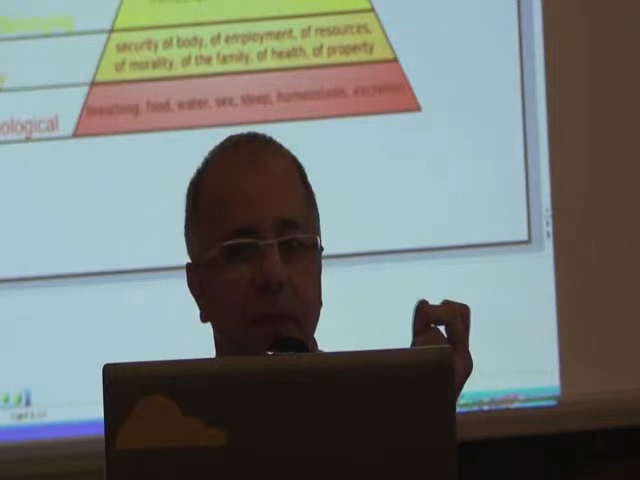 security of body, of employment, of resources,
of morality, of the family, of health, of property
breathing, food, water, sex, sleep, homeostasis, excretion
ological